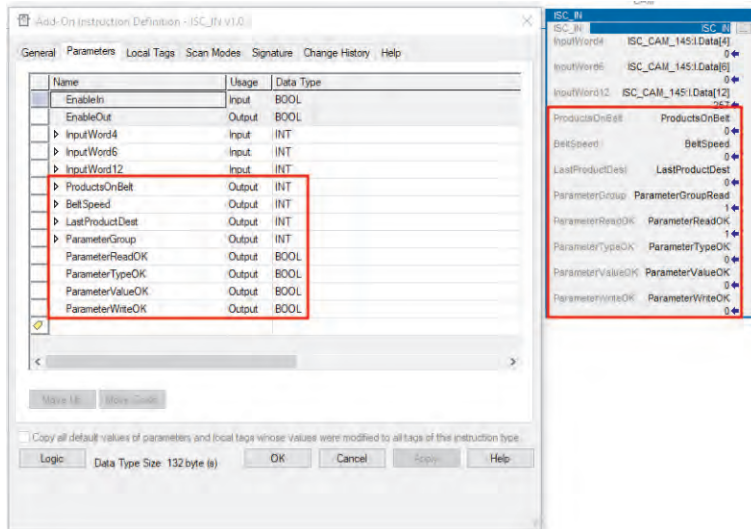 Add-On Instruction Definition - ISC_IN v1.0
General Parameters Local Tags Scan Modes Signature Change History Help
Name Usage Data Type
EnableIn Input BOOL
EnableOut Output BOOL
InputWord4 Input INT
InputWord6 Input INT
InputWord12 Input INT
ProductsOnBelt Output INT
BeltSpeed Output INT
LastProductDest Output INT
ParameterGroup Output INT
ParameterReadOK Output BOOL
ParameterTypeOK Output BOOL
ParameterValueOK Output BOOL
ParameterWriteOK Output BOOL
Move Up Move Down
Copy all default values of parameters and local tags whose values were modified to all tags of this instruction type
Logic Data Type Size: 132 byte (s) OK Cancel Apply Help
ISC_IN
ISC_IN ISC_IN ...
InputWord4 ISC_CAM_145:I.Data[4]
0
InputWord6 ISC_CAM_145:I.Data[6]
0
InputWord12 ISC_CAM_145:I.Data[12]
257
ProductsOnBelt ProductsOnBelt
0
BeltSpeed BeltSpeed
0
LastProductDest LastProductDest
0
ParameterGroup ParameterGroupRead
1
ParameterReadOK ParameterReadOK
1
ParameterTypeOK ParameterTypeOK
0
ParameterValueOK ParameterValueOK
0
ParameterWriteOK ParameterWriteOK
0